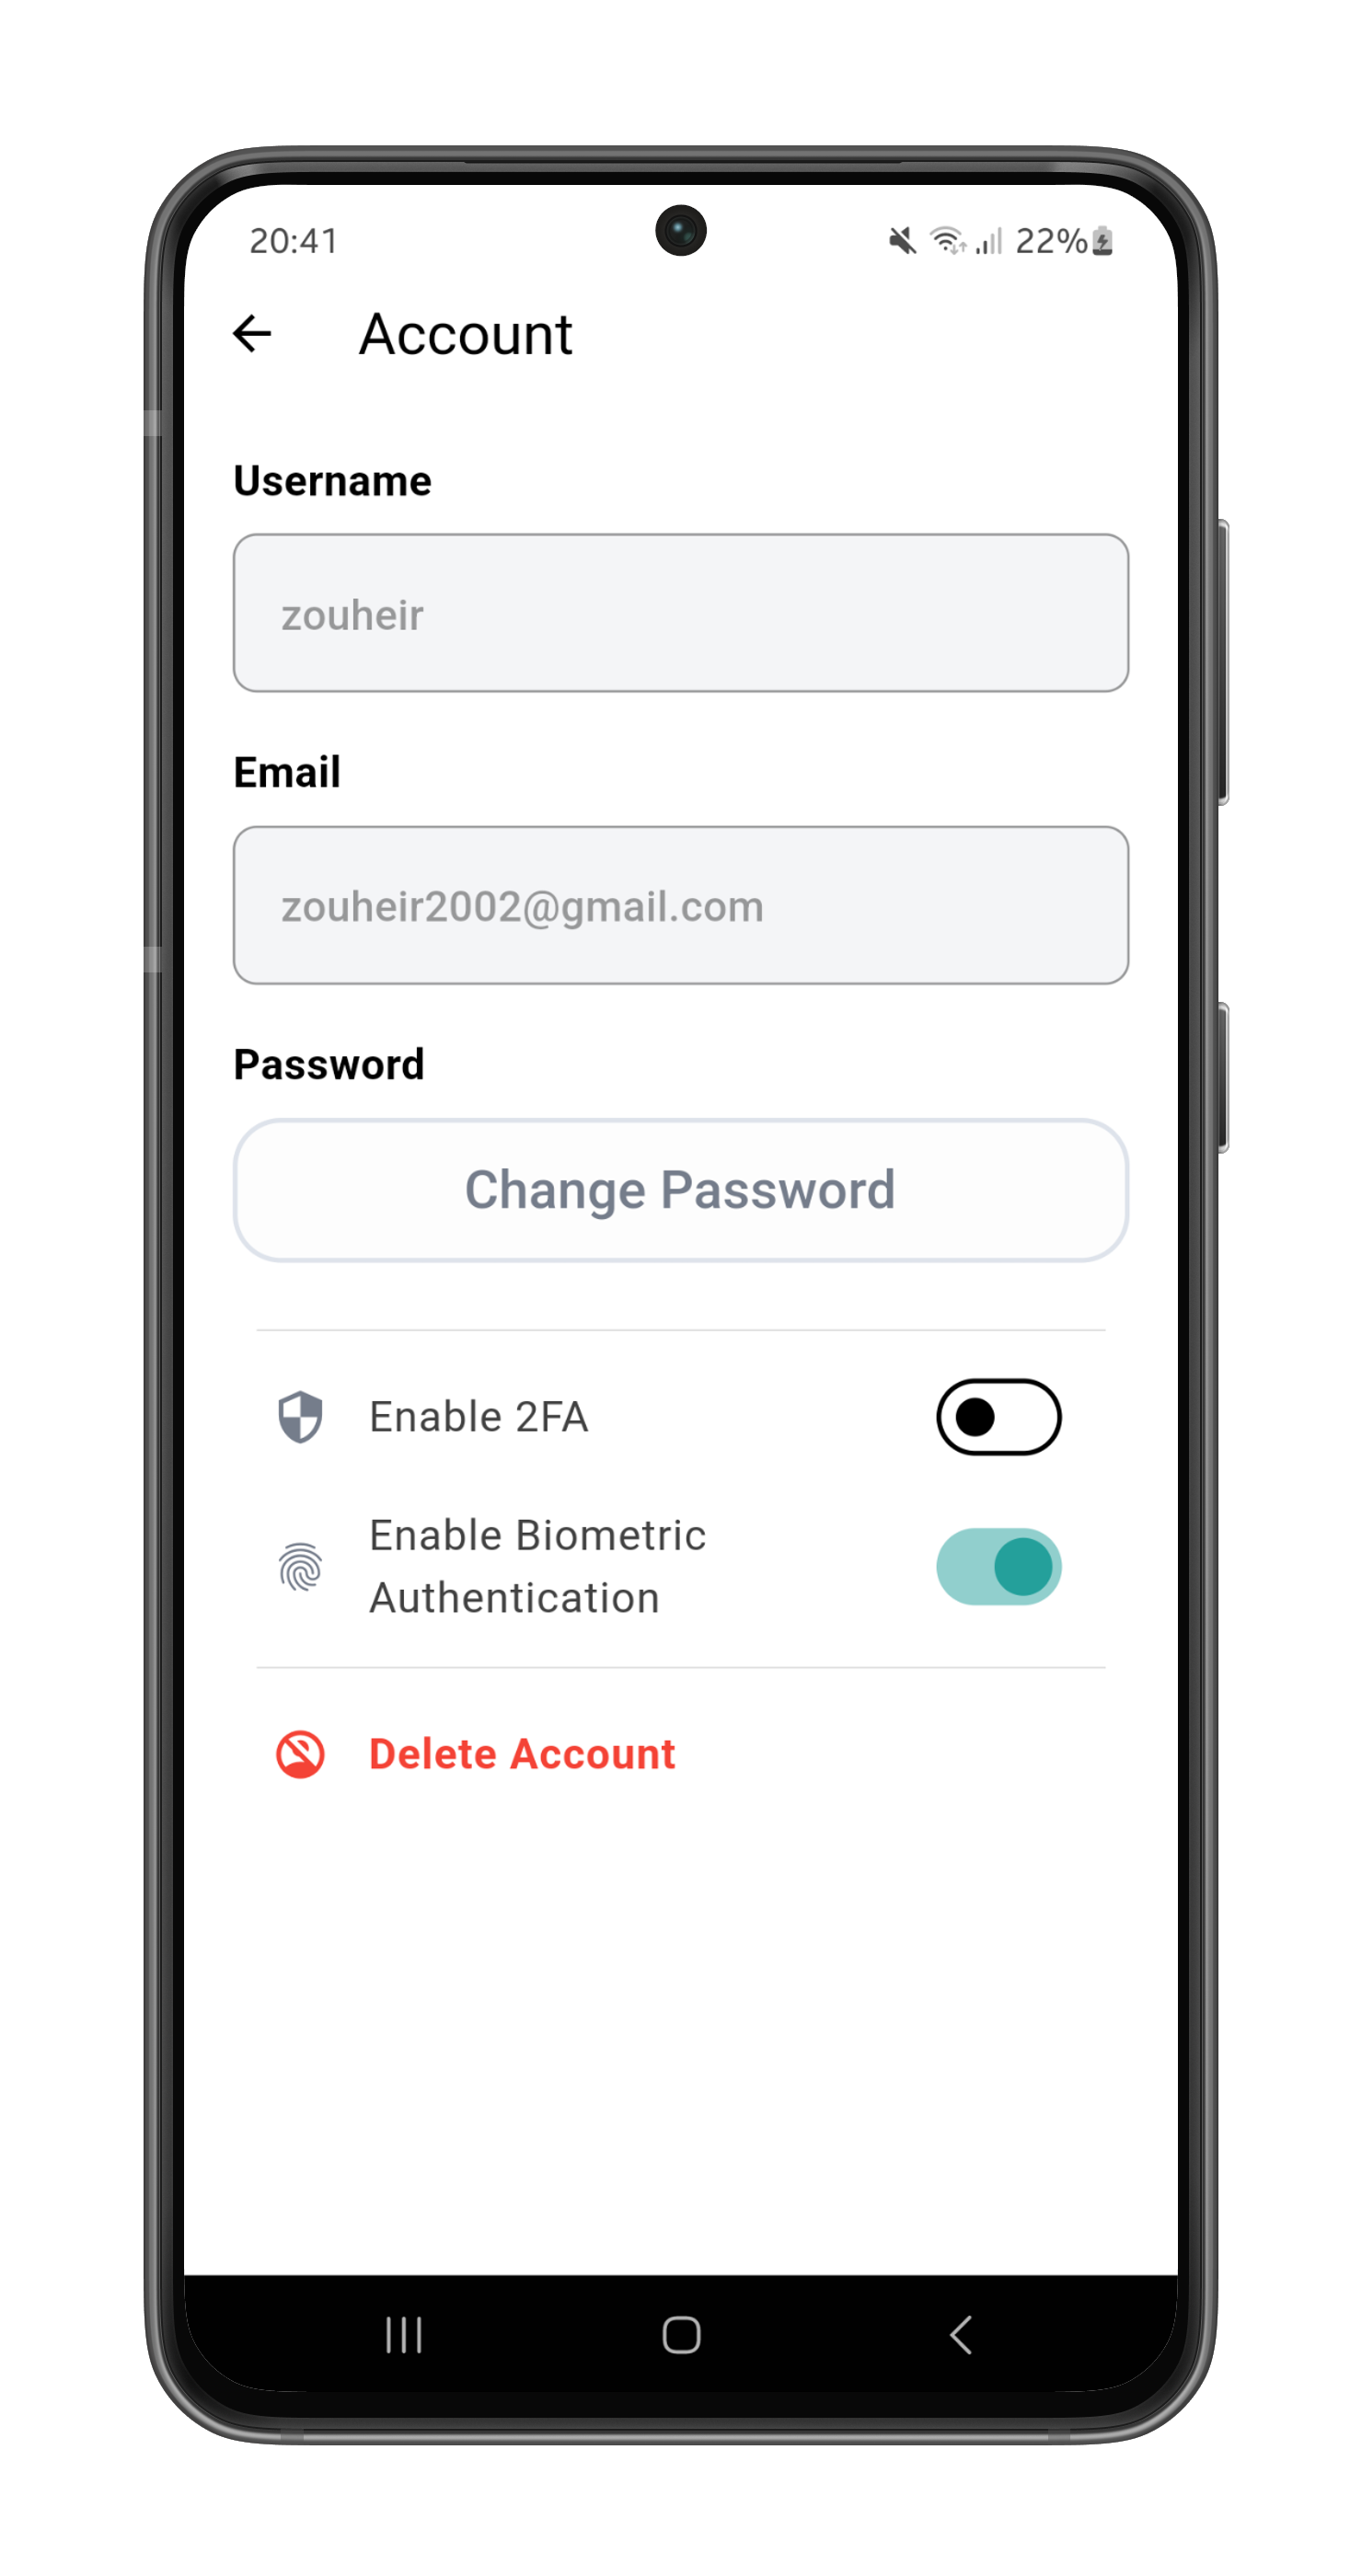 20:41 22%
Account
Username
zouheir
Email
zouheir2002@gmail.com
Password
Change Password
Enable 2FA
Enable Biometric
Authentication
Delete Account